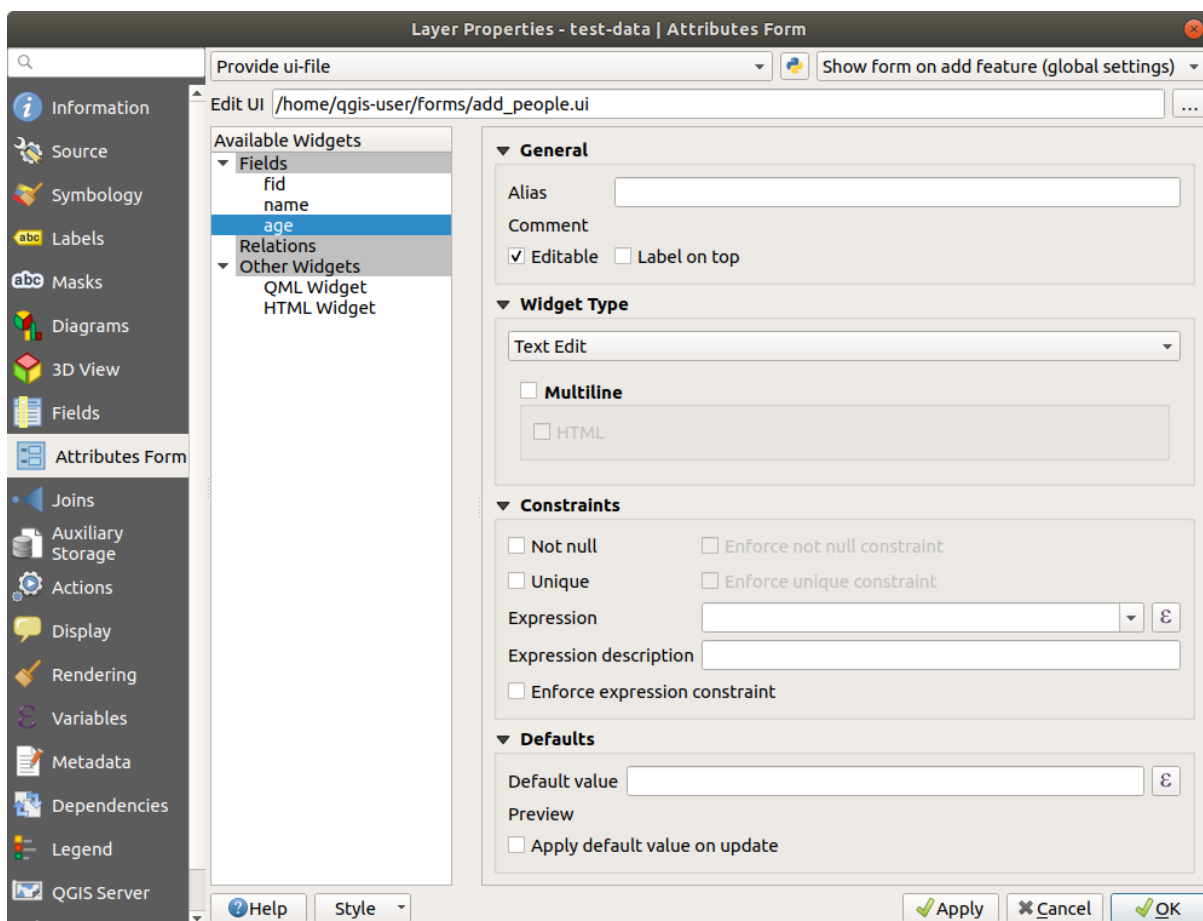 Layer Properties - test-data | Attributes Form
Provide ui-file
Show form on add feature (global settings)
Edit UI /home/qgis-user/forms/add_people.ui
...
Information
Source
Symbology
abc Labels
abc Masks
Diagrams
3D View
Fields
Attributes Form
Joins
Auxiliary
Storage
Actions
Display
Rendering
Variables
Metadata
Dependencies
Legend
QGIS Server
Available Widgets
Fields
fid
name
age
Relations
Other Widgets
QML Widget
HTML Widget
General
Alias
Comment
Editable Label on top
Widget Type
Text Edit
Multiline
HTML
Constraints
Not null Enforce not null constraint
Unique Enforce unique constraint
Expression ε
Expression description
Enforce expression constraint
Defaults
Default value ε
Preview
Apply default value on update
Help Style Apply Cancel OK